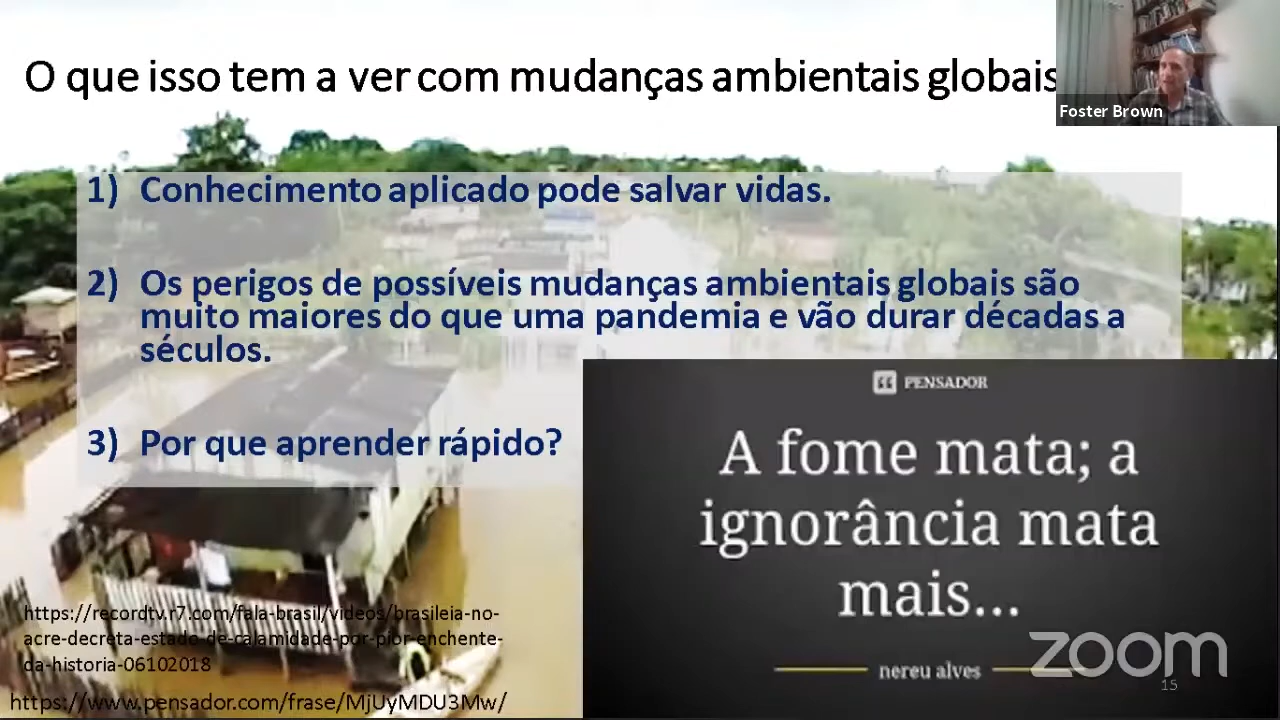 O que isso tem a ver com mudanças ambientais globais
Foster Brown
1) Conhecimento aplicado pode salvar vidas.
2) Os perigos de possíveis mudanças ambientais globais são
muito maiores do que uma pandemia e vão durar décadas a
séculos.
3) Por que aprender rápido?
PENSADOR
A fome mata; a
ignorância mata
mais...
nereu alves
https://recordtv.r7.com/fala-brasil/videos/brasileia-no-
acre-decreta-estado-de-calamidade-por-pior-enchente-
da-historia-06102018
https://www.pensador.com/frase/MjUyMDU3Mw/
zoom
15